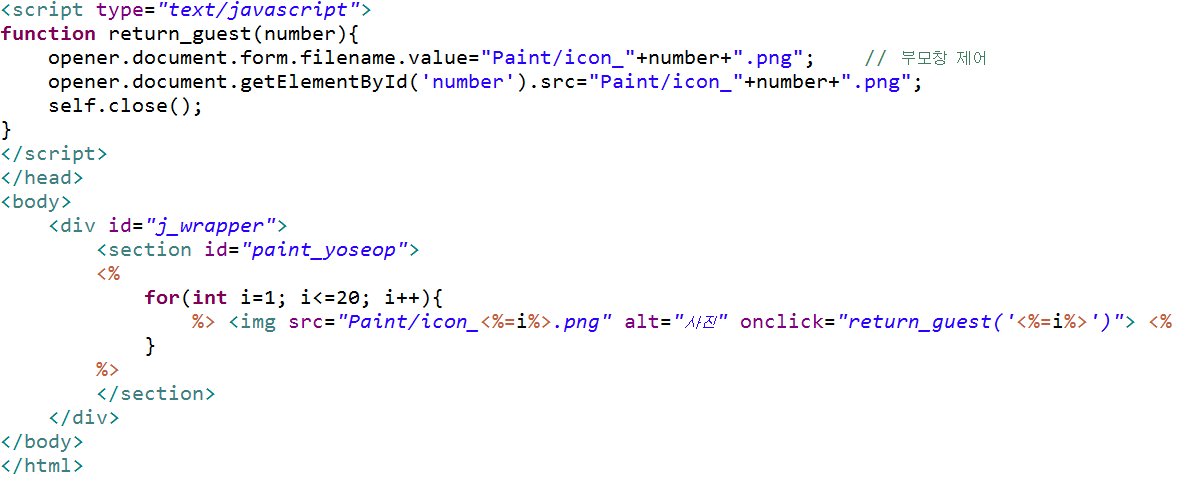 <script type="text/javascript">
function return_guest(number){
    opener.document.form.filename.value="Paint/icon_"+number+".png";    // 부모창 제어
    opener.document.getElementById('number').src="Paint/icon_"+number+".png";
    self.close();
}
</script>
</head>
<body>
    <div id="j_wrapper">
        <section id="paint_yoseop">
        <%
            for(int i=1; i<=20; i++){
                %> <img src="Paint/icon_<%=i%>.png" alt="사진" onclick="return_guest('<%=i%>')"> <%
            }
        %>
        </section>
    </div>
</body>
</html>